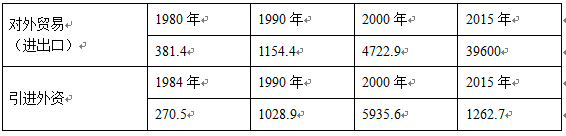 对外贸易（进出口） 1980 年 1990 年 2000 年 2015 年
381.4 1154.4 4722.9 39600
引进外资 1984 年 1990 年 2000 年 2015 年
270.5 1028.9 5935.6 1262.7